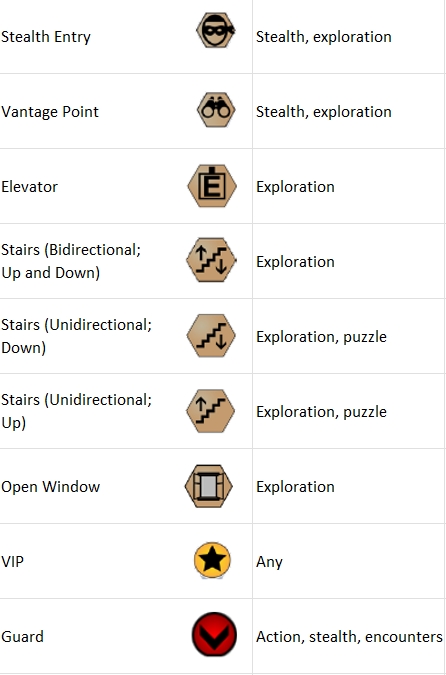 Stealth Entry
Stealth, exploration
Vantage Point
Stealth, exploration
Elevator
E
Exploration
Stairs (Bidirectional;
Up and Down)
Exploration
Stairs (Unidirectional;
Down)
Exploration, puzzle
Stairs (Unidirectional;
Up)
Exploration, puzzle
Open Window
Exploration
VIP
Any
Guard
Action, stealth, encounters